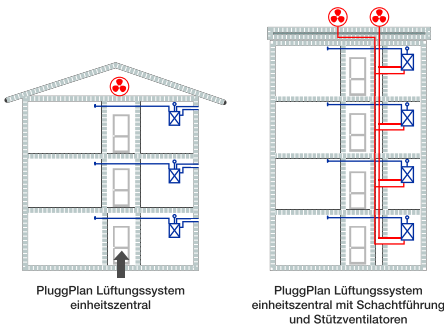 PluggPlan Lüftungssystem
einheitszentral
PluggPlan Lüftungssystem
einheitszentral mit Schachtführung
und Stützventilatoren